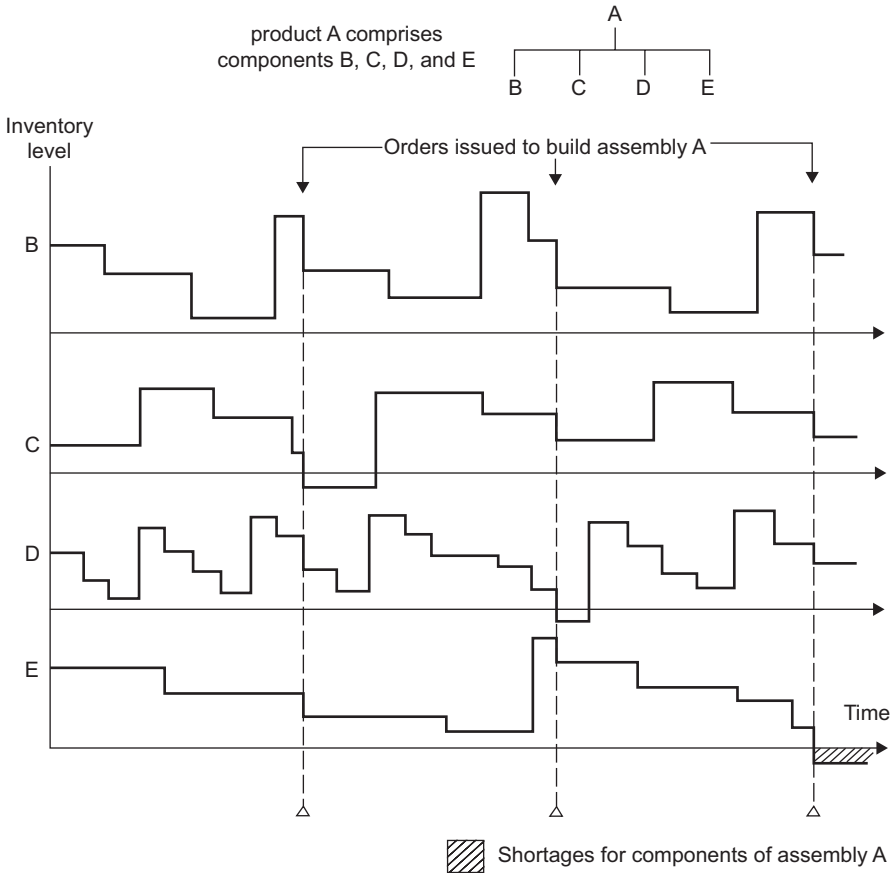 product A comprises
components B, C, D, and E
A
B C D E
Inventory
level
Orders issued to build assembly A
B
C
D
E
Time
Shortages for components of assembly A